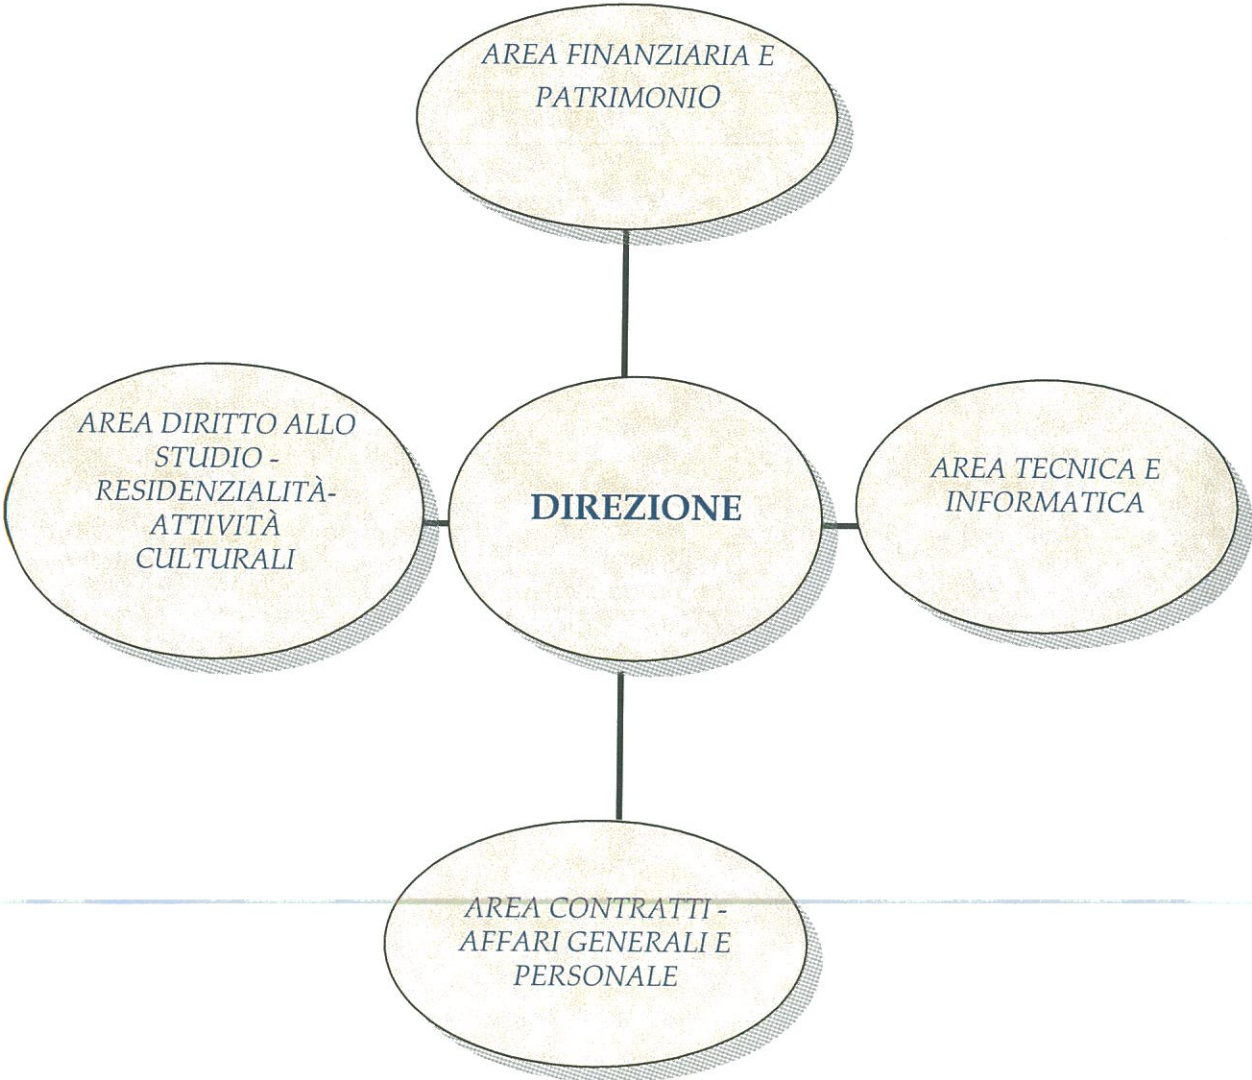 AREA FINANZIARIA E
PATRIMONIO
AREA DIRITTO ALLO
STUDIO -
RESIDENZIALITÀ-
ATTIVITÀ
CULTURALI
DIREZIONE
AREA TECNICA E
INFORMATICA
AREA CONTRATTI -
AFFARI GENERALI E
PERSONALE